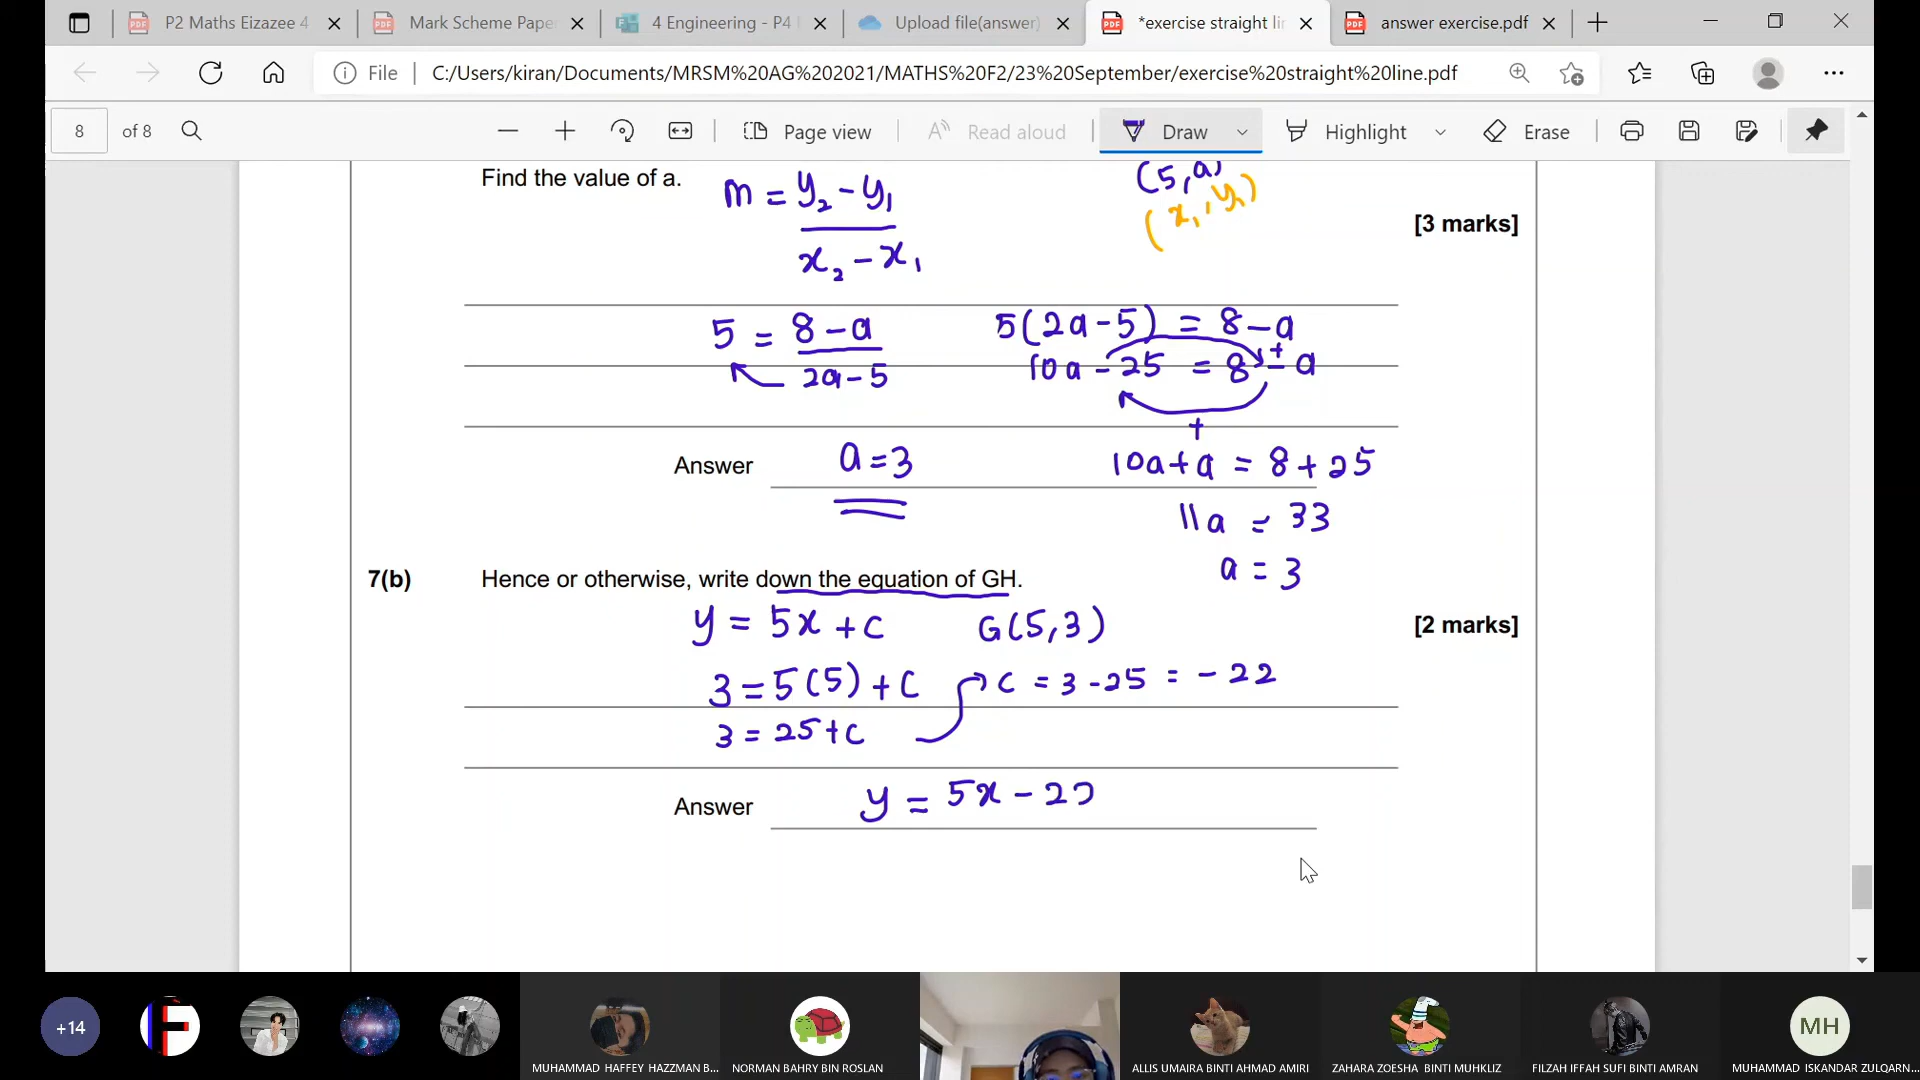 P2 Maths Eizazee 4
Mark Scheme Pape
4 Engineering - P4
Upload file(answer)
*exercise straight li
answer exercise.pdf
File
C:/Users/kiran/Documents/MRSM%20AG%202021/MATHS%20F2/23%20September/exercise%20straight%20line.pdf
8 of 8
Page view
Read aloud
Draw
Highlight
Erase
Find the value of a.
m = y₂ - y₁
x₂ - x₁
(5, a)
(x₁, y₁)
[3 marks]
5 = 8 - a
2a - 5
5(2a - 5) = 8 - a
10a - 25 = 8 - a
+
+
Answer
a = 3
10a + a = 8 + 25
11a = 33
a = 3
7(b) Hence or otherwise, write down the equation of GH.
y = 5x + c
G(5, 3)
[2 marks]
3 = 5(5) + c
c = 3 - 25 = -22
3 = 25 + c
Answer
y = 5x - 22
+14
MUHAMMAD HAFFEY HAZZMAN B...
NORMAN BAHRY BIN ROSLAN
ALLIS UMAIRA BINTI AHMAD AMIRI
ZAHARA ZOESHA BINTI MUHKLIZ
FILZAH IFFAH SUFI BINTI AMRAN
MH
MUHAMMAD ISKANDAR ZULQARN...